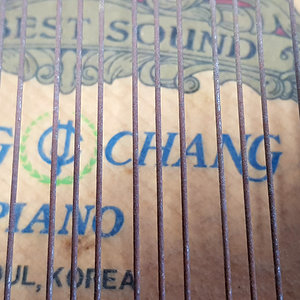 BEST SOUND
G CHANG
PIANO
OUL, KOREA